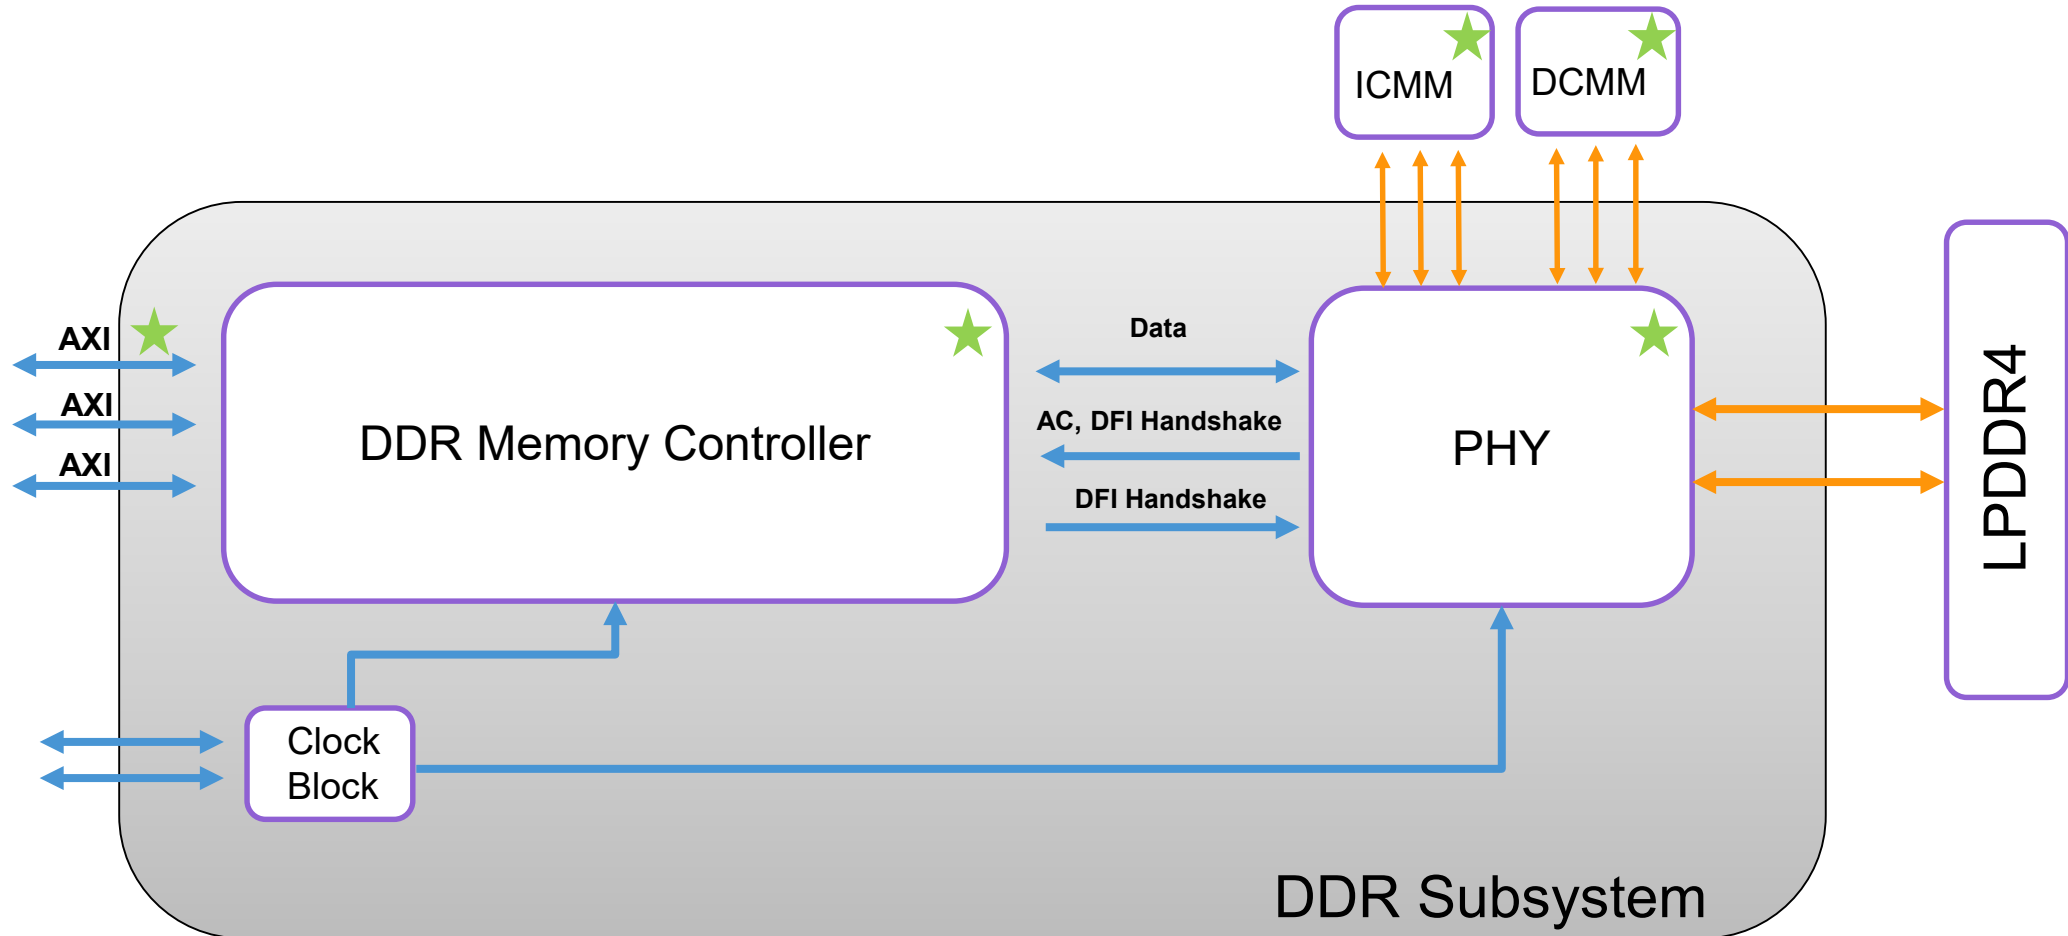 ICMM
DCMM
AXI
AXI
AXI
DDR Memory Controller
Data
AC, DFI Handshake
DFI Handshake
PHY
LPDDR4
Clock
Block
DDR Subsystem